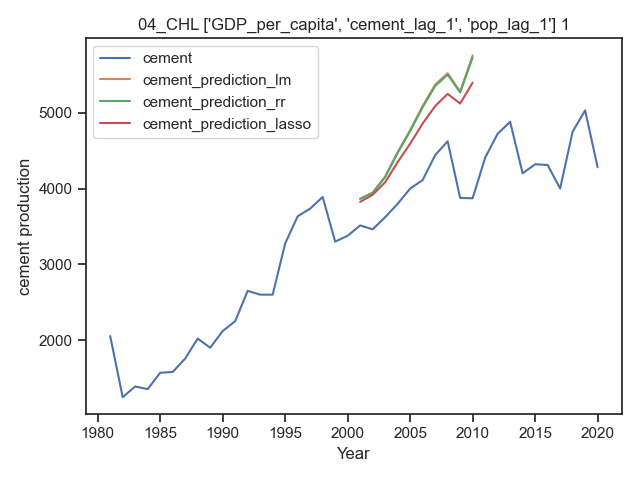 04_CHL ['GDP_per_capita', 'cement_lag_1', 'pop_lag_1'] 1
cement
cement_prediction_lm
cement_prediction_rr
cement_prediction_lasso
cement production
5000
4000
3000
2000
1980 1985 1990 1995 2000 2005 2010 2015 2020
Year